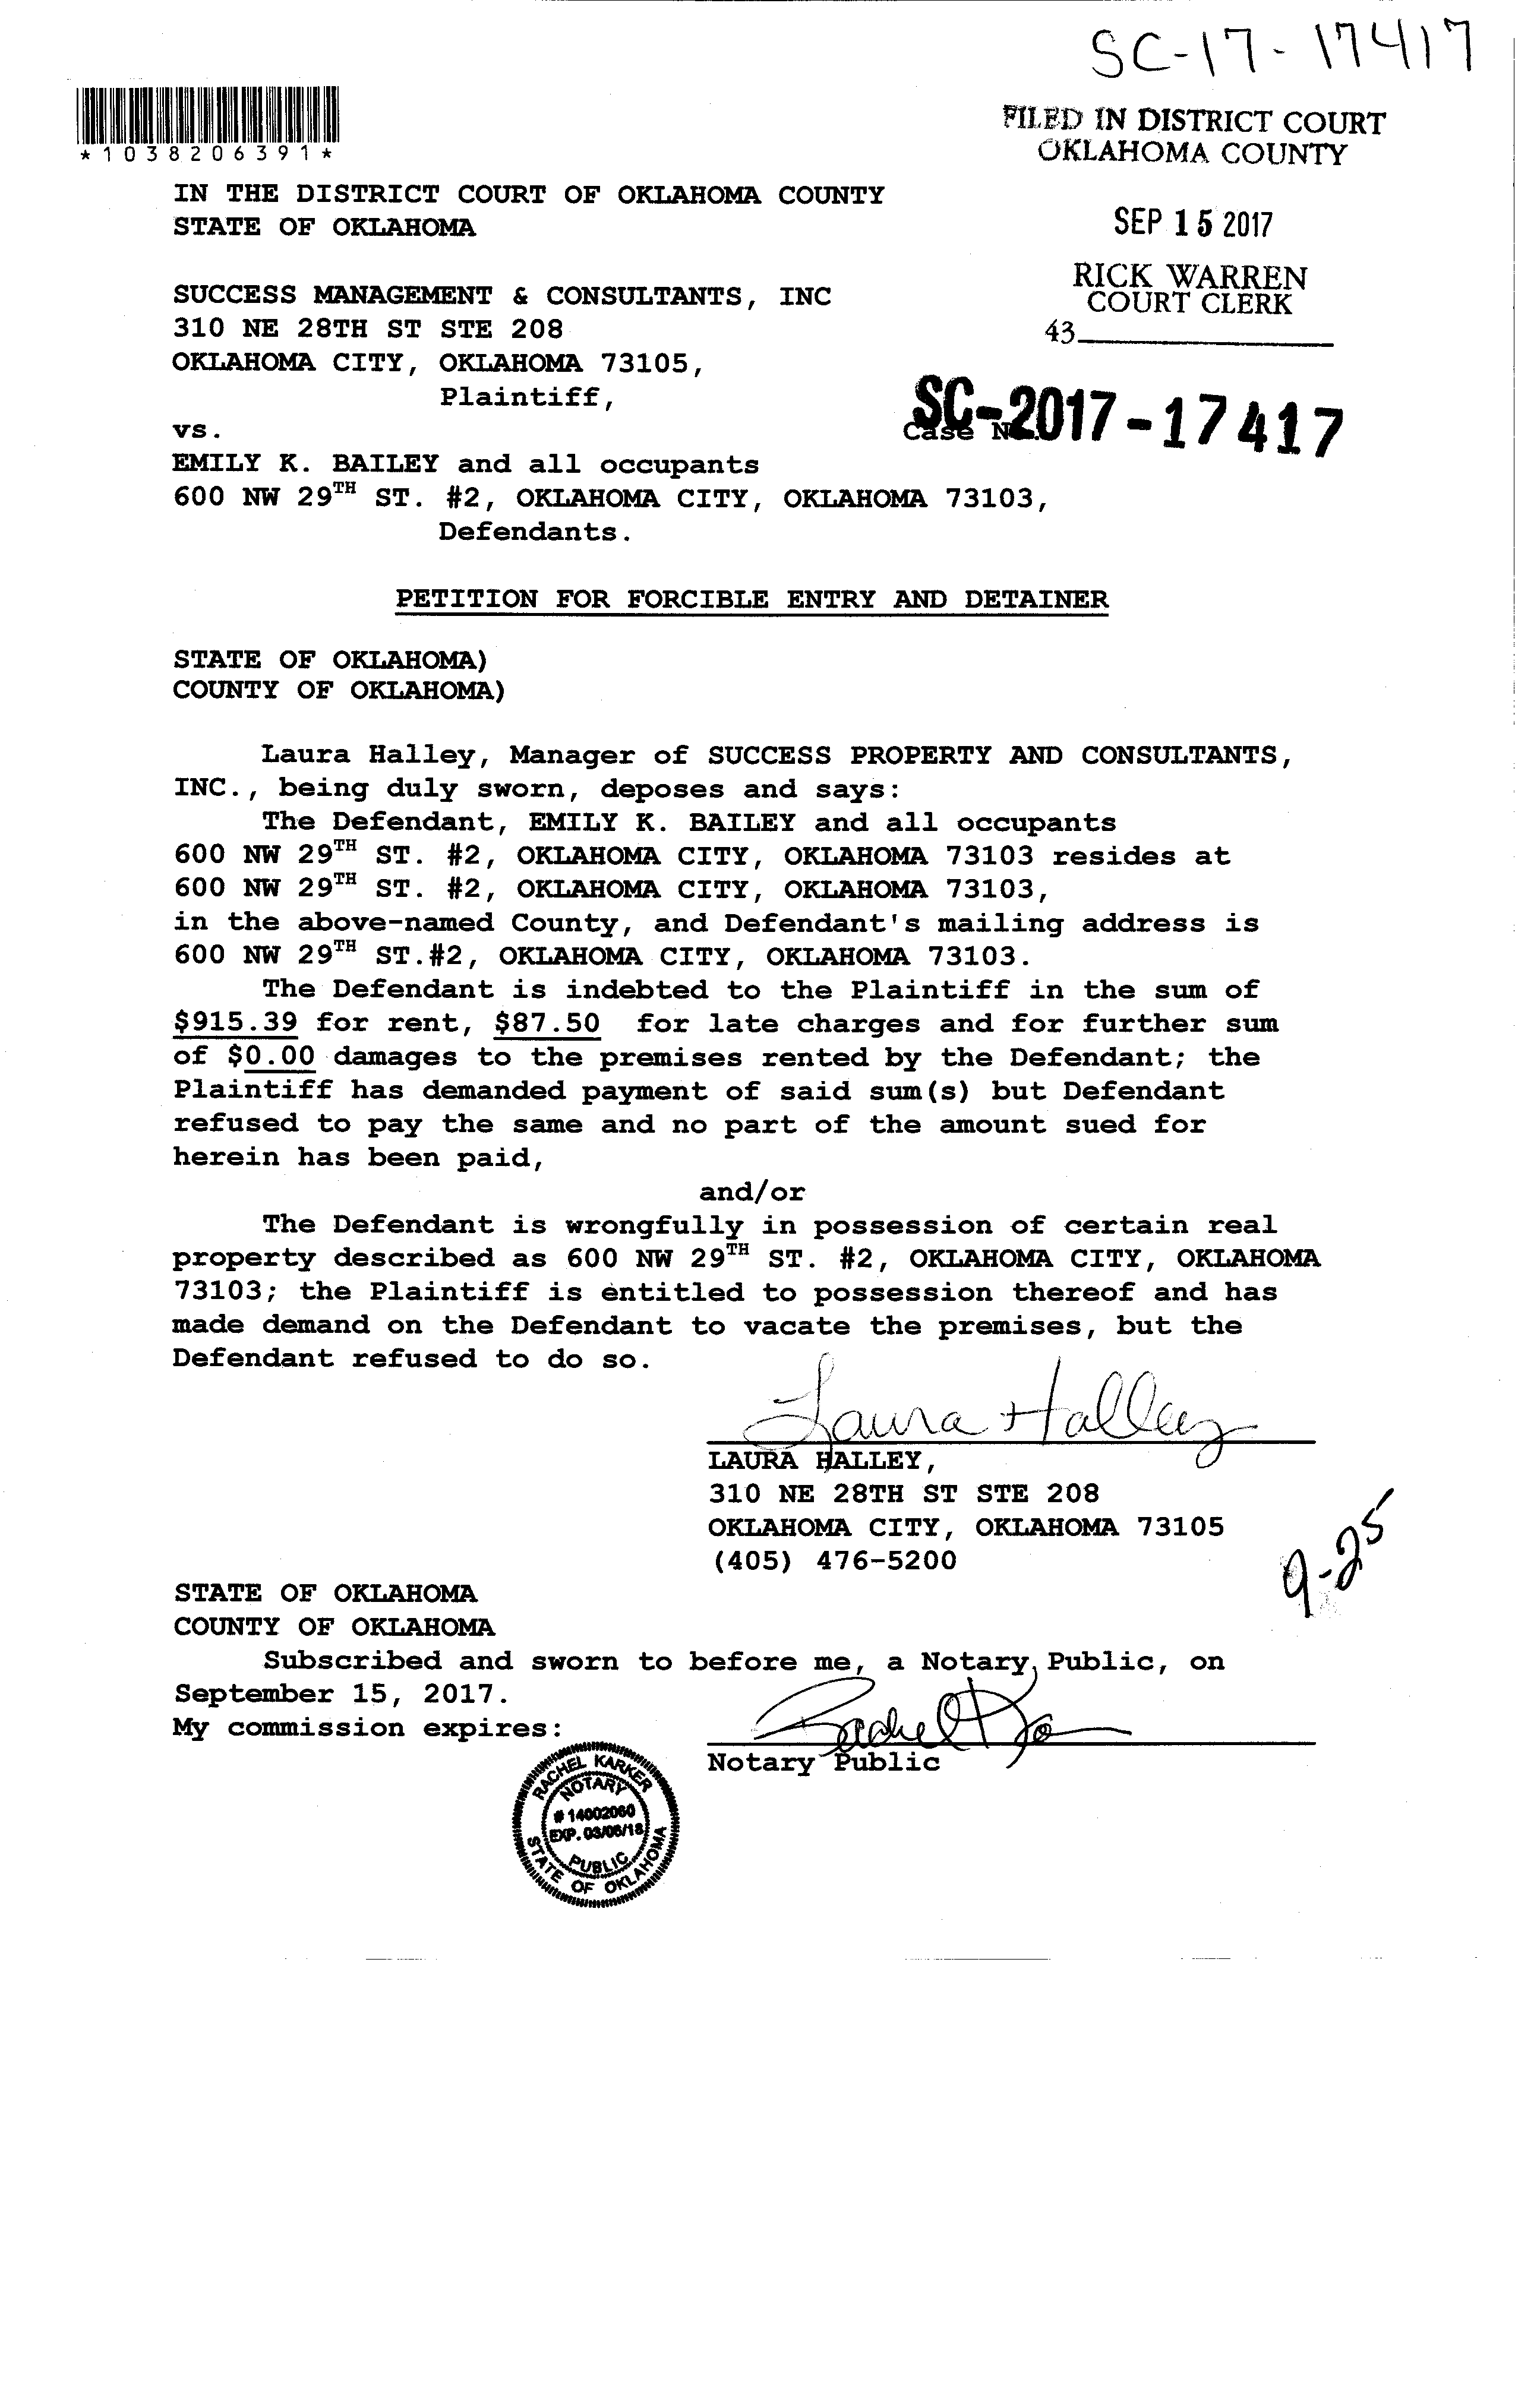 SC-17-17417
*1038206391*
FILED IN DISTRICT COURT
OKLAHOMA COUNTY
IN THE DISTRICT COURT OF OKLAHOMA COUNTY
STATE OF OKLAHOMA
SEP 15 2017
RICK WARREN
COURT CLERK
43
SUCCESS MANAGEMENT & CONSULTANTS, INC
310 NE 28TH ST STE 208
OKLAHOMA CITY, OKLAHOMA 73105,
Plaintiff,
SC-2017-17417
Case N
vs.
EMILY K. BAILEY and all occupants
600 NW 29TH ST. #2, OKLAHOMA CITY, OKLAHOMA 73103,
Defendants.
PETITION FOR FORCIBLE ENTRY AND DETAINER
STATE OF OKLAHOMA)
COUNTY OF OKLAHOMA)
Laura Halley, Manager of SUCCESS PROPERTY AND CONSULTANTS,
INC., being duly sworn, deposes and says:
The Defendant, EMILY K. BAILEY and all occupants
600 NW 29TH ST. #2, OKLAHOMA CITY, OKLAHOMA 73103 resides at
600 NW 29TH ST. #2, OKLAHOMA CITY, OKLAHOMA 73103,
in the above-named County, and Defendant's mailing address is
600 NW 29TH ST.#2, OKLAHOMA CITY, OKLAHOMA 73103.
The Defendant is indebted to the Plaintiff in the sum of
$915.39 for rent, $87.50 for late charges and for further sum
of $0.00 damages to the premises rented by the Defendant; the
Plaintiff has demanded payment of said sum(s) but Defendant
refused to pay the same and no part of the amount sued for
herein has been paid,
and/or
The Defendant is wrongfully in possession of certain real
property described as 600 NW 29TH ST. #2, OKLAHOMA CITY, OKLAHOMA
73103; the Plaintiff is entitled to possession thereof and has
made demand on the Defendant to vacate the premises, but the
Defendant refused to do so.
Laura Halley
LAURA HALLEY,
310 NE 28TH ST STE 208
OKLAHOMA CITY, OKLAHOMA 73105
(405) 476-5200
9-25
STATE OF OKLAHOMA
COUNTY OF OKLAHOMA
Subscribed and sworn to before me, a Notary Public, on
September 15, 2017.
My commission expires:
Notary Public
RACHEL KARKER
NOTARY
# 14002060
EXP. 03/06/18
PUBLIC
STATE OF OKLAHOMA